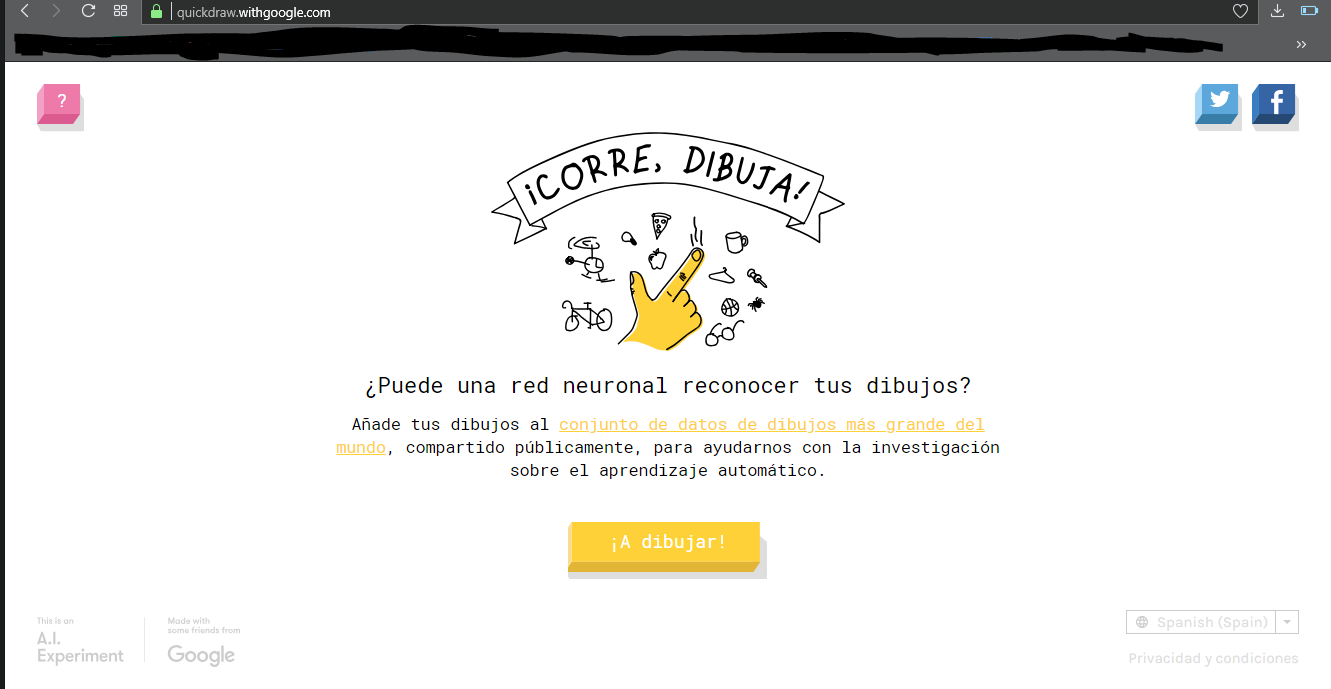 quickdraw.withgoogle.com
?
¡CORRE, DIBUJA!
¿Puede una red neuronal reconocer tus dibujos?
Añade tus dibujos al conjunto de datos de dibujos más grande del
mundo, compartido públicamente, para ayudarnos con la investigación
sobre el aprendizaje automático.
¡A dibujar!
This is an
A.I.
Experiment
Made with
some friends from
Google
Spanish (Spain)
Privacidad y condiciones